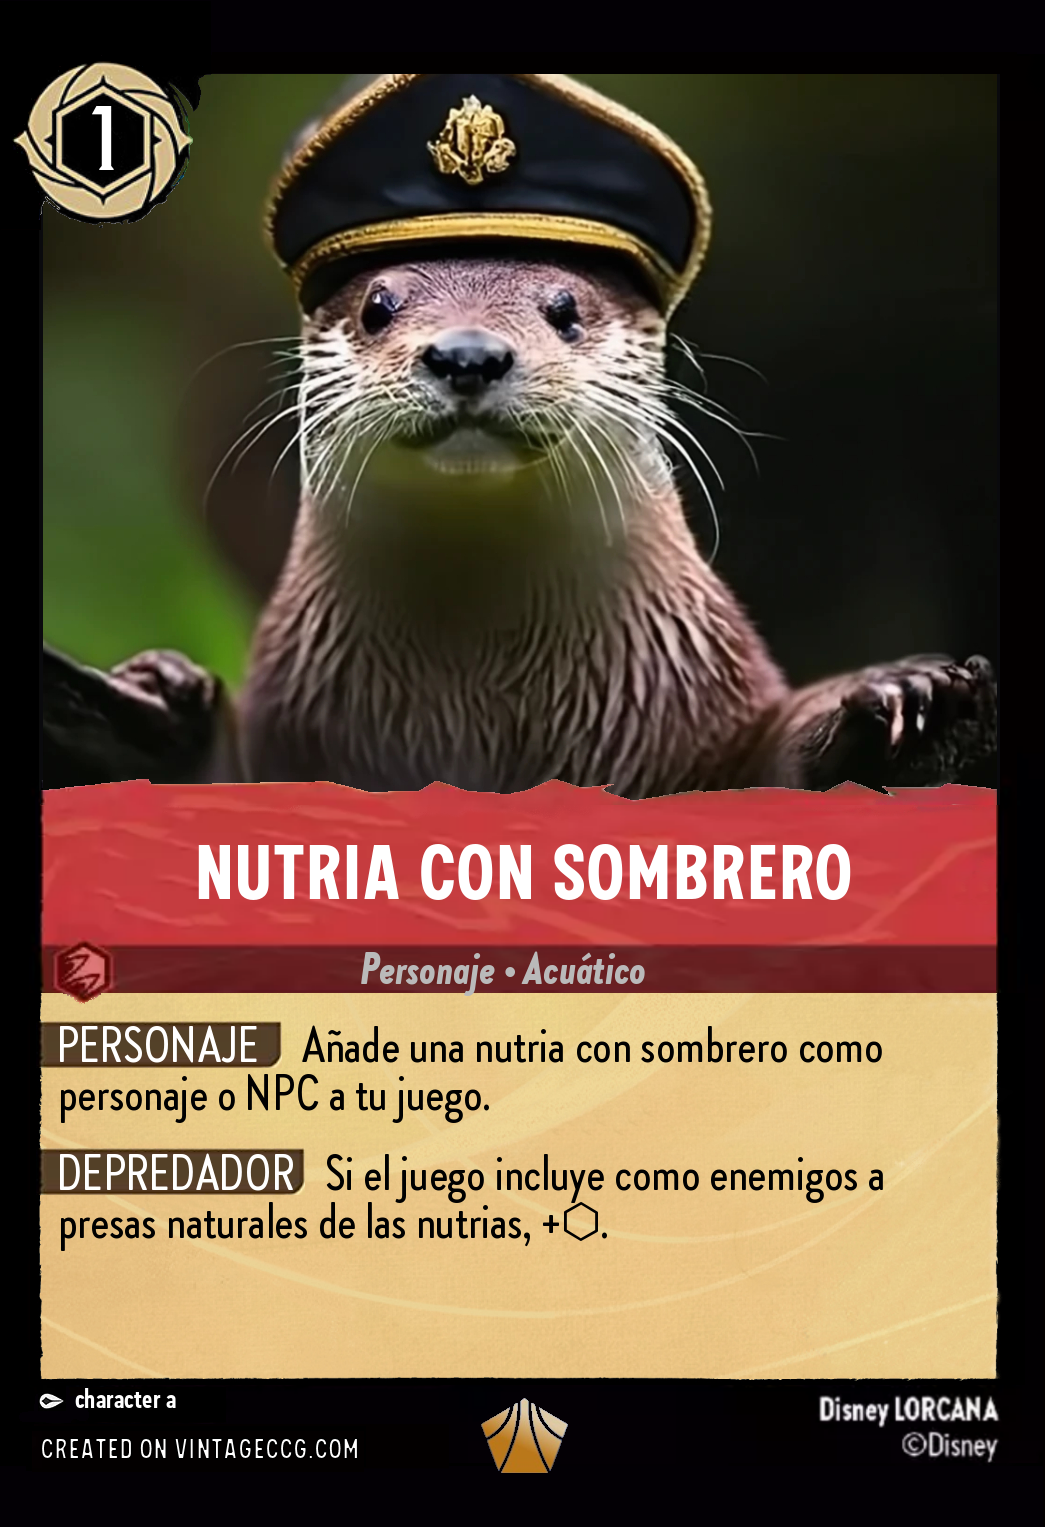 1
NUTRIA CON SOMBRERO
Personaje • Acuático
PERSONAJE Añade una nutria con sombrero como
personaje o NPC a tu juego.
DEPREDADOR Si el juego incluye como enemigos a
presas naturales de las nutrias, +⬡.
character a
Disney LORCANA
CREATED ON VINTAGECCG.COM
©Disney